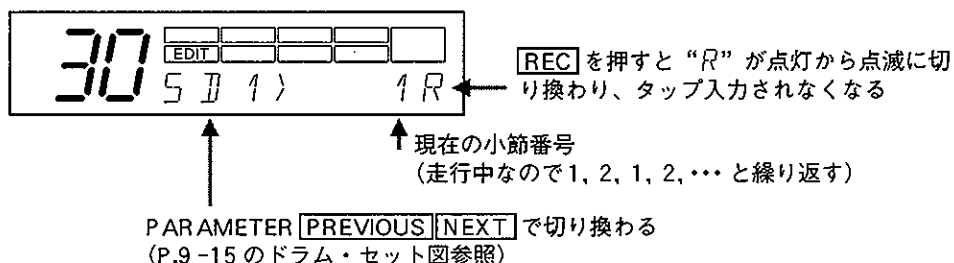 30
EDIT
SD 1〉 1R
REC を押すと“R”が点灯から点滅に切
り換わり、タップ入力されなくなる
現在の小節番号
(走行中なので1, 2, 1, 2, ··· と繰り返す)
PARAMETER PREVIOUS NEXT で切り換わる
(P.9-15のドラム・セット図参照)